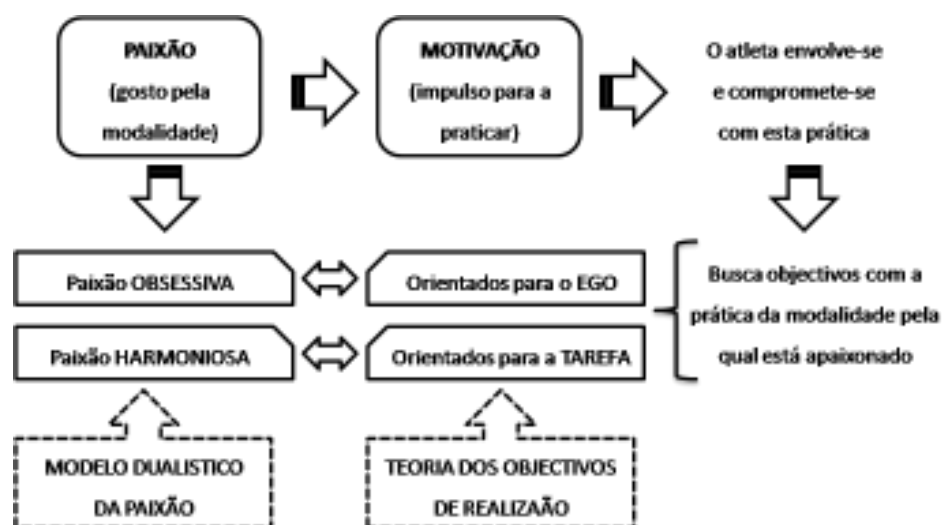 PAIXÃO
(gosto pela
modalidade)
MOTIVAÇÃO
(impulso para a
praticar)
O atleta envolve-se
e compromete-se
com esta prática
Paixão OBSESSIVA
Orientados para o EGO
Paixão HARMONIOSA
Orientados para a TAREFA
Busca objectivos com a
prática da modalidade pela
qual está apaixonado
MODELO DUALISTICO
DA PAIXÃO
TEORIA DOS OBJECTIVOS
DE REALIZAÃO